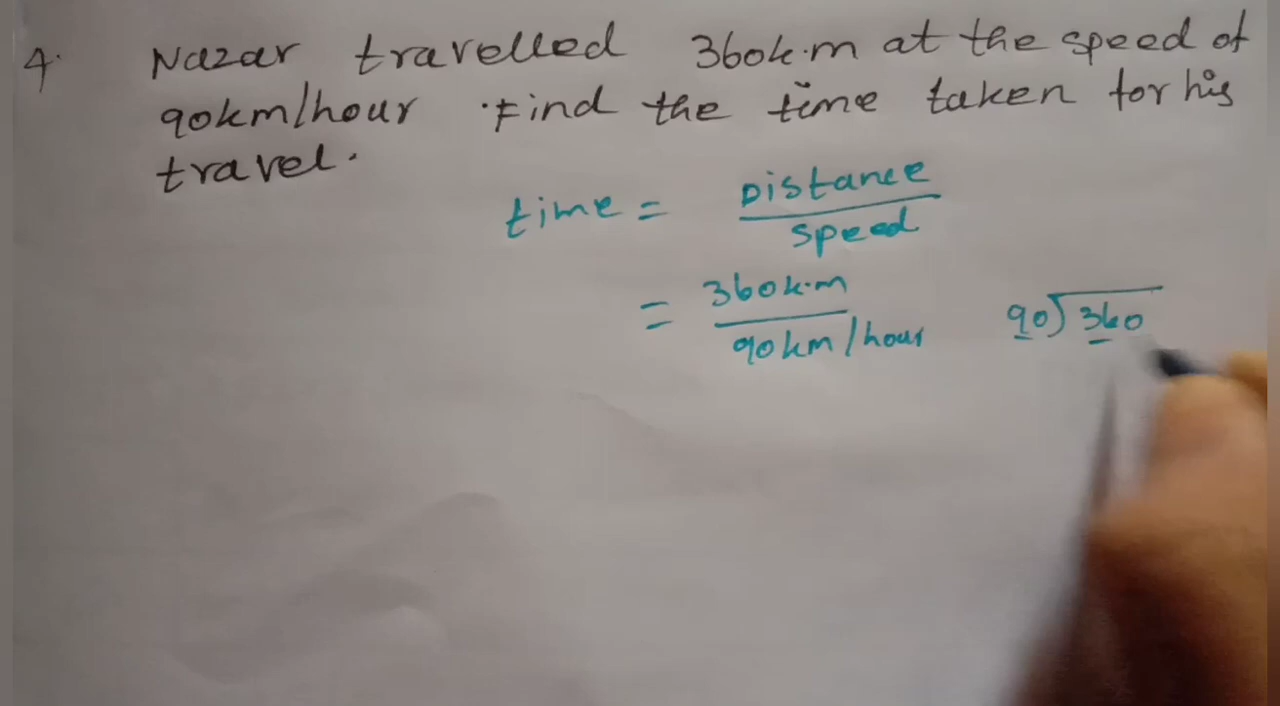 4. Nazar travelled 360k.m at the speed of
90km/hour. Find the time taken for his
travel.
time = Distance
speed
= 360k.m
90km/hour
90)360